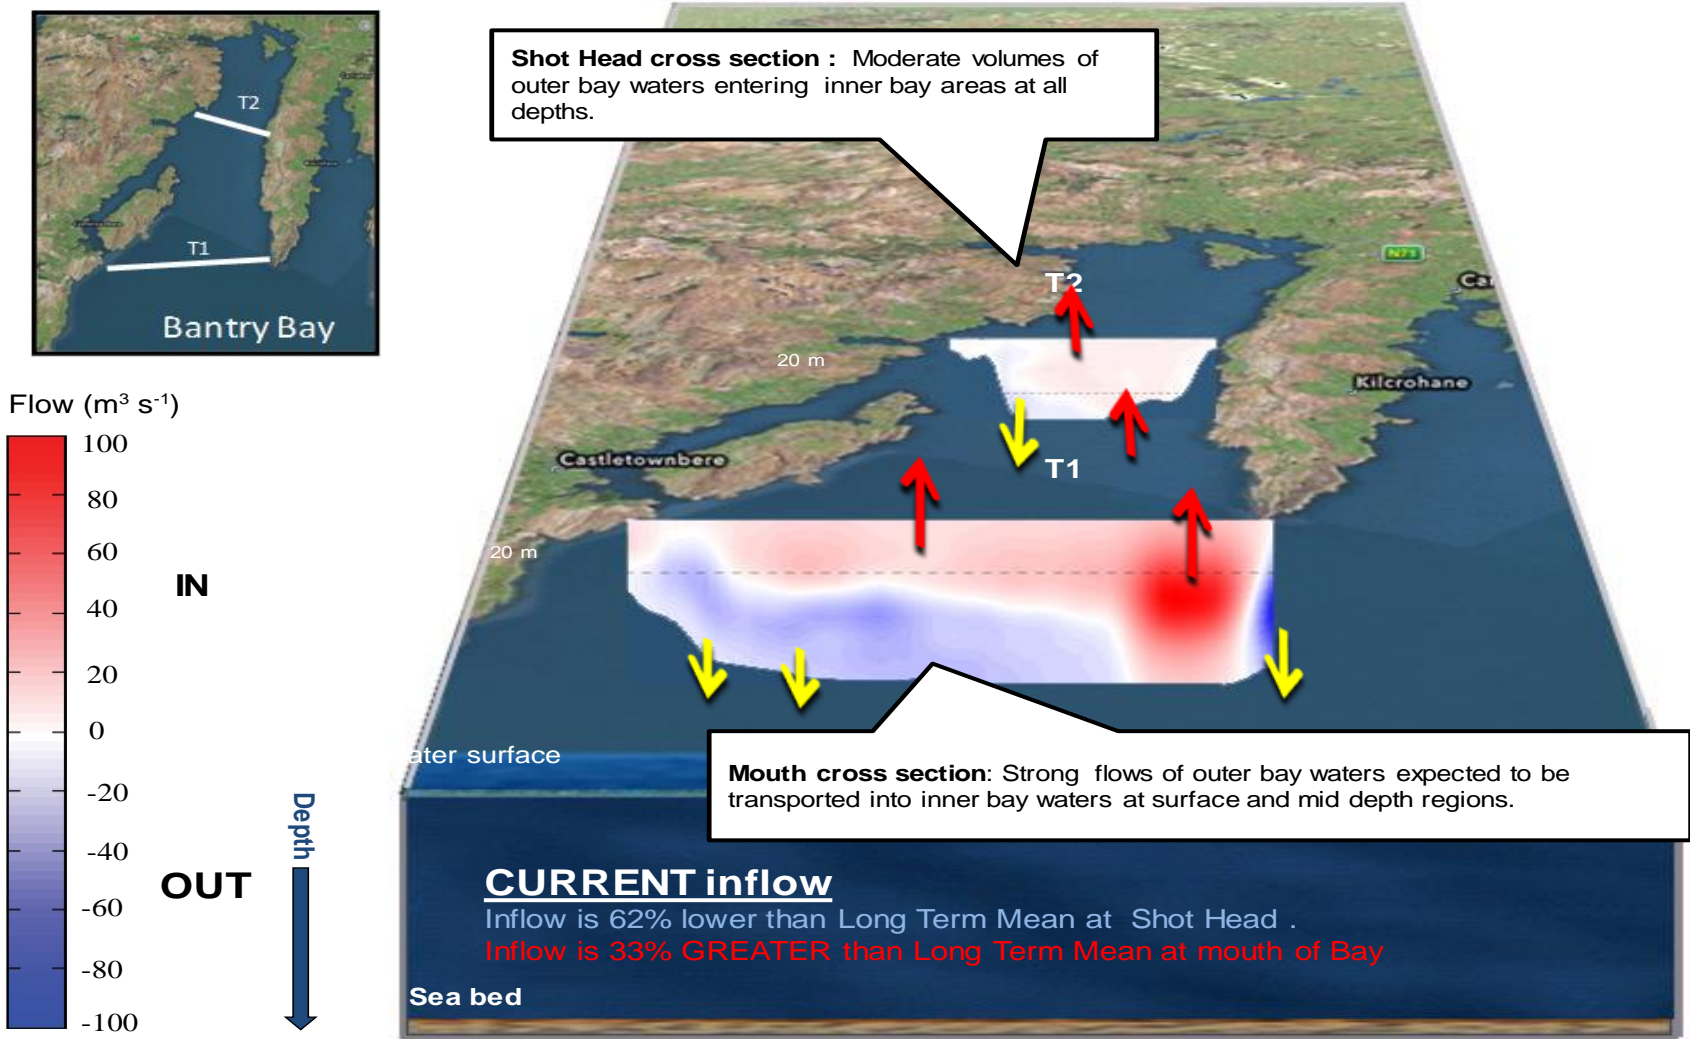 T2
T1
Bantry Bay
Shot Head cross section : Moderate volumes of
outer bay waters entering inner bay areas at all
depths.
N71
T2
20 m
Kilcrohane
Castletownbere
T1
20 m
Flow (m³ s⁻¹)
100
80
60
40
20
0
-20
-40
-60
-80
-100
IN
OUT
Depth
ater surface
Mouth cross section: Strong flows of outer bay waters expected to be
transported into inner bay waters at surface and mid depth regions.
CURRENT inflow
Inflow is 62% lower than Long Term Mean at Shot Head .
Inflow is 33% GREATER than Long Term Mean at mouth of Bay
Sea bed